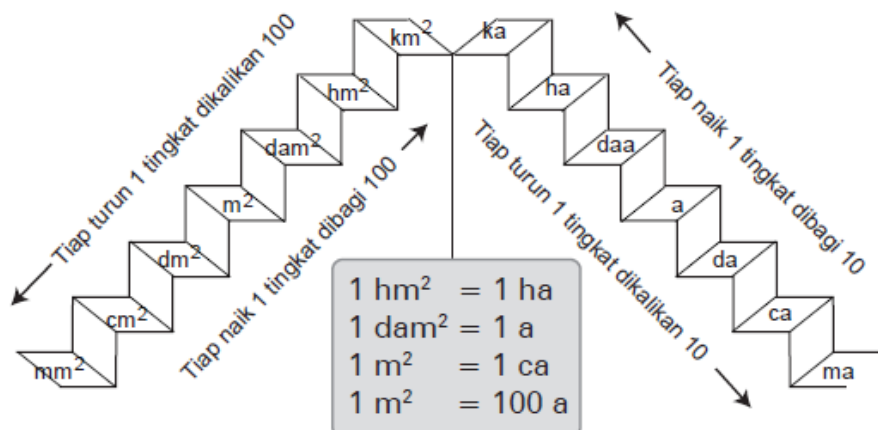 Tiap turun 1 tingkat dikalikan 100
km²
hm²
dam²
m²
dm²
cm²
mm²
Tiap naik 1 tingkat dibagi 100
ka
ha
daa
a
da
ca
ma
Tiap naik 1 tingkat dibagi 10
Tiap turun 1 tingkat dikalikan 10
1 hm² = 1 ha
1 dam² = 1 a
1 m² = 1 ca
1 m² = 100 a